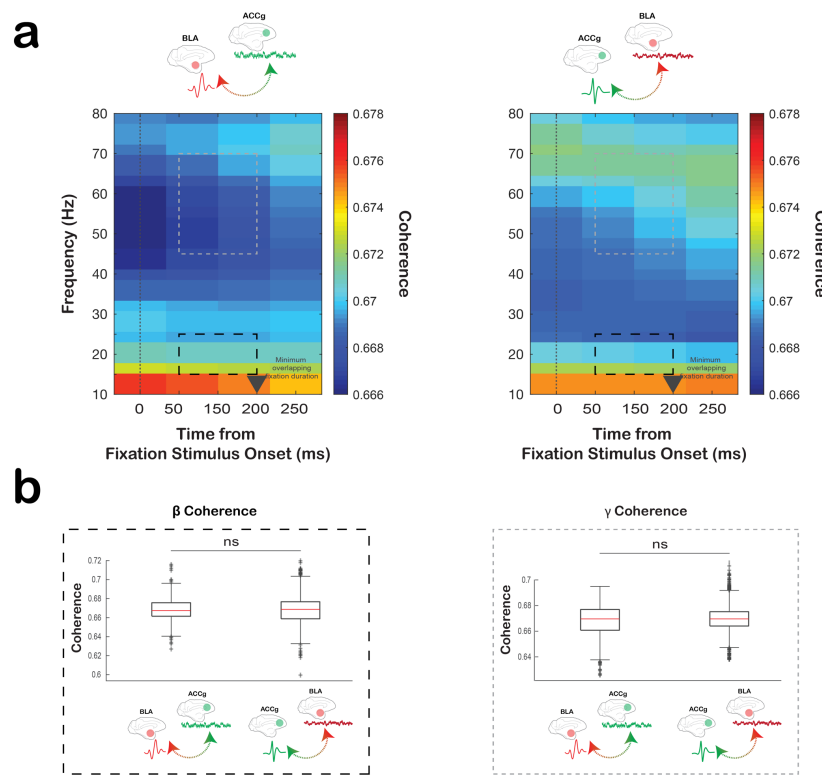 a
ACCg
BLA
BLA
ACCg
80
70
60
50
40
30
20
10
Frequency (Hz)
0
50
150
200
250
Minimum
overlapping
fixation duration
Time from
Fixation Stimulus Onset (ms)
0.678
0.676
0.674
0.672
0.67
0.668
0.666
Coherence
80
70
60
50
40
30
20
10
0
50
150
200
250
Minimum
overlapping
fixation duration
Time from
Fixation Stimulus Onset (ms)
0.678
0.676
0.674
0.672
0.67
0.668
0.666
Coherence
b
β Coherence
ns
0.72
0.7
0.68
0.66
0.64
0.62
0.6
Coherence
BLA
ACCg
ACCg
BLA
γ Coherence
ns
0.7
0.68
0.66
0.64
Coherence
BLA
ACCg
ACCg
BLA